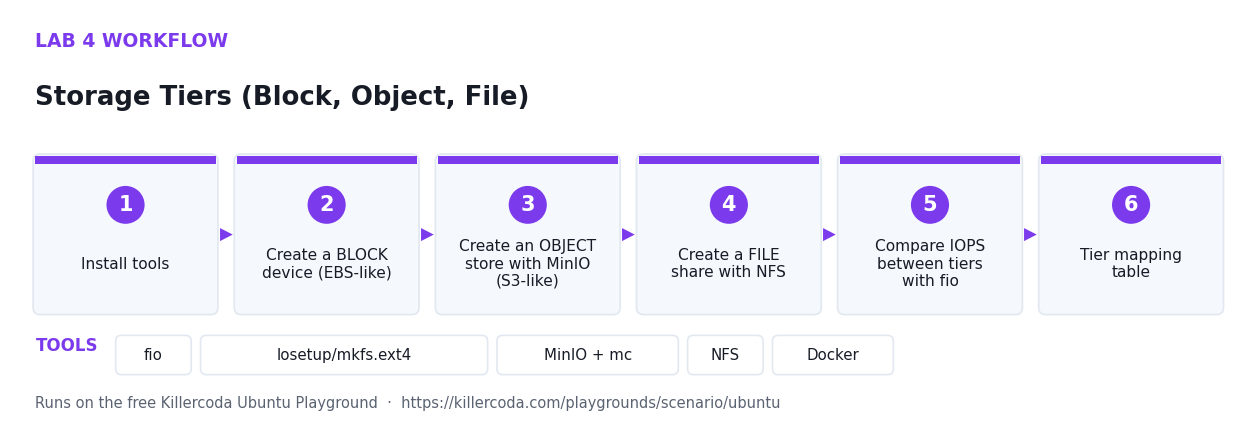 LAB 4 WORKFLOW
Storage Tiers (Block, Object, File)
1
Install tools
2
Create a BLOCK
device (EBS-like)
3
Create an OBJECT
store with MinIO
(S3-like)
4
Create a FILE
share with NFS
5
Compare IOPS
between tiers
with fio
6
Tier mapping
table
TOOLS
fio
losetup/mkfs.ext4
MinIO + mc
NFS
Docker
Runs on the free Killercoda Ubuntu Playground · https://killercoda.com/playgrounds/scenario/ubuntu